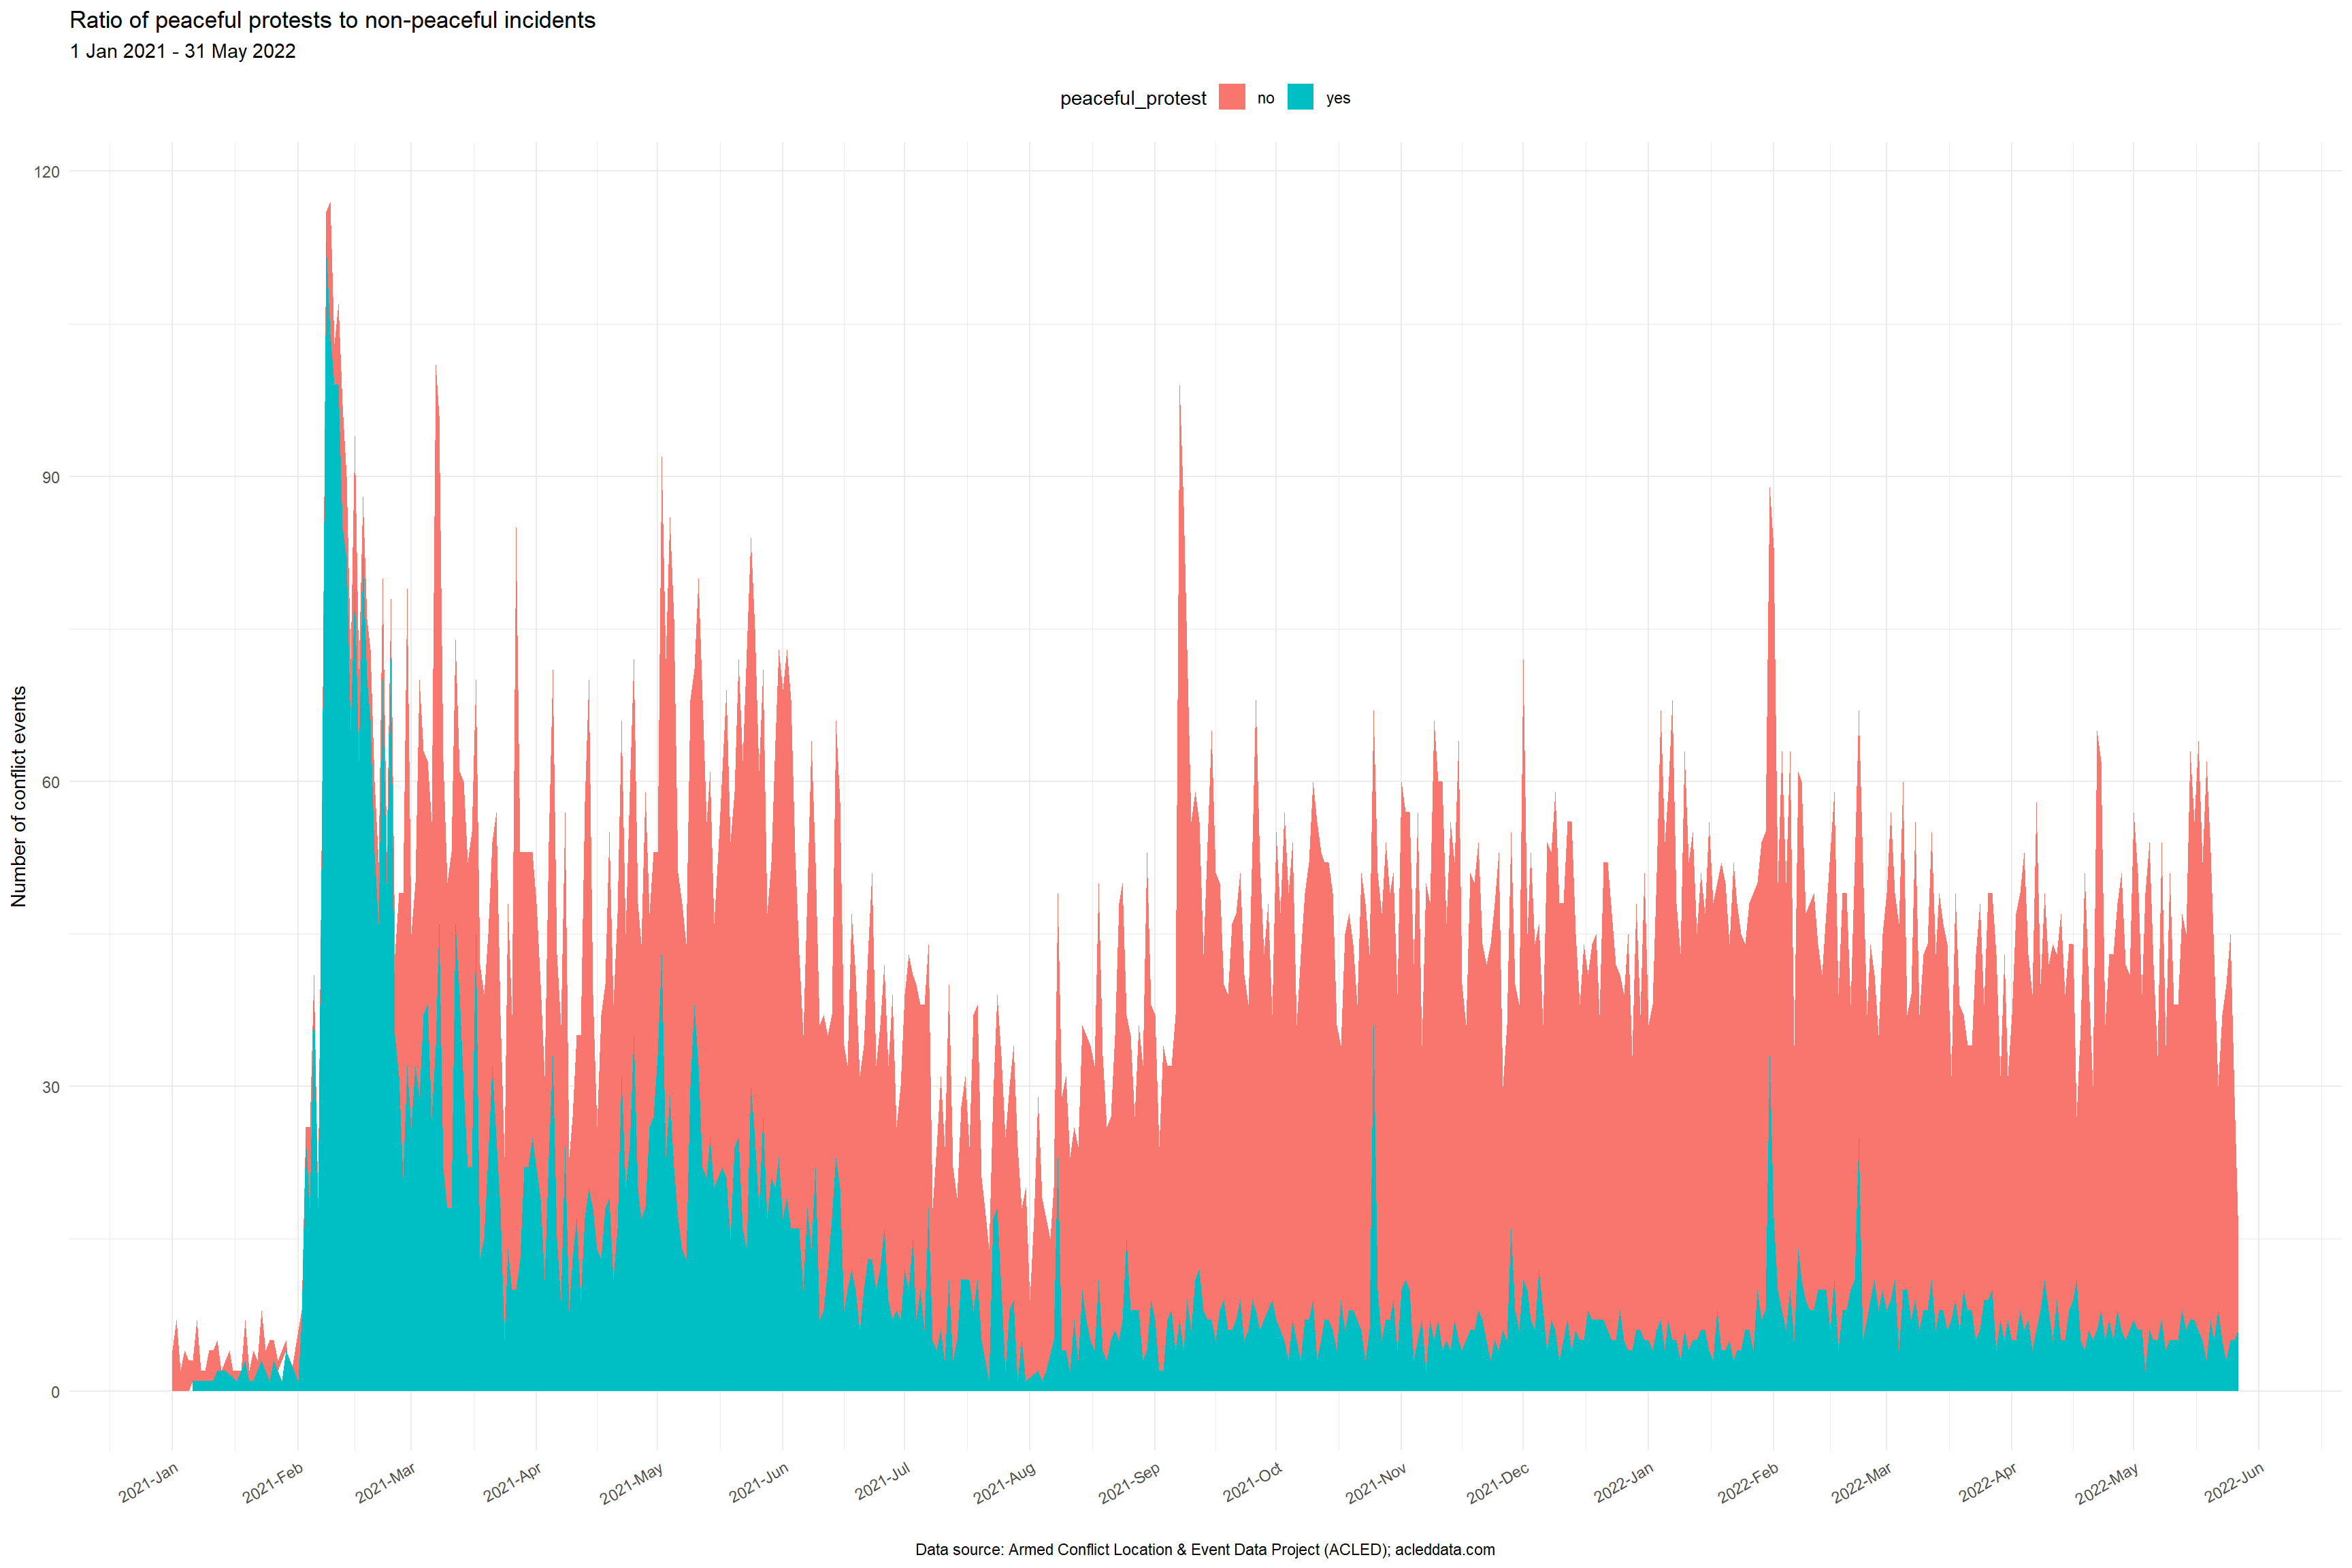 Ratio of peaceful protests to non-peaceful incidents
1 Jan 2021 - 31 May 2022
peaceful_protest no yes
Number of conflict events
120
90
60
30
0
2021-Jan 2021-Feb 2021-Mar 2021-Apr 2021-May 2021-Jun 2021-Jul 2021-Aug 2021-Sep 2021-Oct 2021-Nov 2021-Dec 2022-Jan 2022-Feb 2022-Mar 2022-Apr 2022-May 2022-Jun
Data source: Armed Conflict Location & Event Data Project (ACLED); acleddata.com